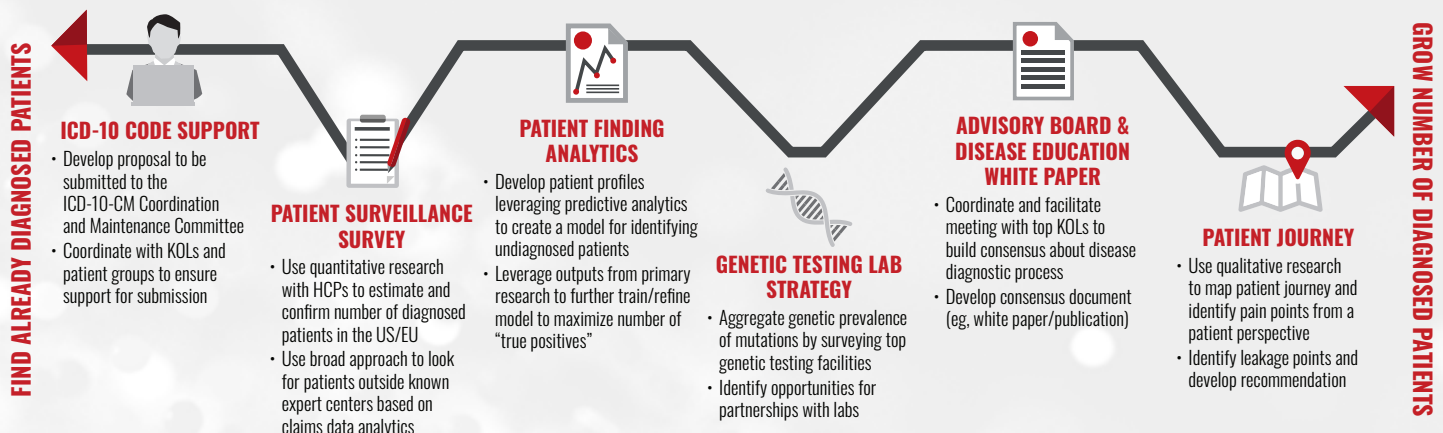 FIND ALREADY DIAGNOSED PATIENTS
ICD-10 CODE SUPPORT
• Develop proposal to be
submitted to the
ICD-10-CM Coordination
and Maintenance Committee
• Coordinate with KOLs and
patient groups to ensure
support for submission
PATIENT SURVEILLANCE
SURVEY
• Use quantitative research
with HCPs to estimate and
confirm number of diagnosed
patients in the US/EU
• Use broad approach to look
for patients outside known
expert centers based on
claims data analytics
PATIENT FINDING
ANALYTICS
• Develop patient profiles
leveraging predictive analytics
to create a model for identifying
undiagnosed patients
• Leverage outputs from primary
research to further train/refine
model to maximize number of
“true positives”
GENETIC TESTING LAB
STRATEGY
• Aggregate genetic prevalence
of mutations by surveying top
genetic testing facilities
• Identify opportunities for
partnerships with labs
ADVISORY BOARD &
DISEASE EDUCATION
WHITE PAPER
• Coordinate and facilitate
meeting with top KOLs to
build consensus about disease
diagnostic process
• Develop consensus document
(eg, white paper/publication)
PATIENT JOURNEY
• Use qualitative research
to map patient journey and
identify pain points from a
patient perspective
• Identify leakage points and
develop recommendation
GROW NUMBER OF DIAGNOSED PATIENTS